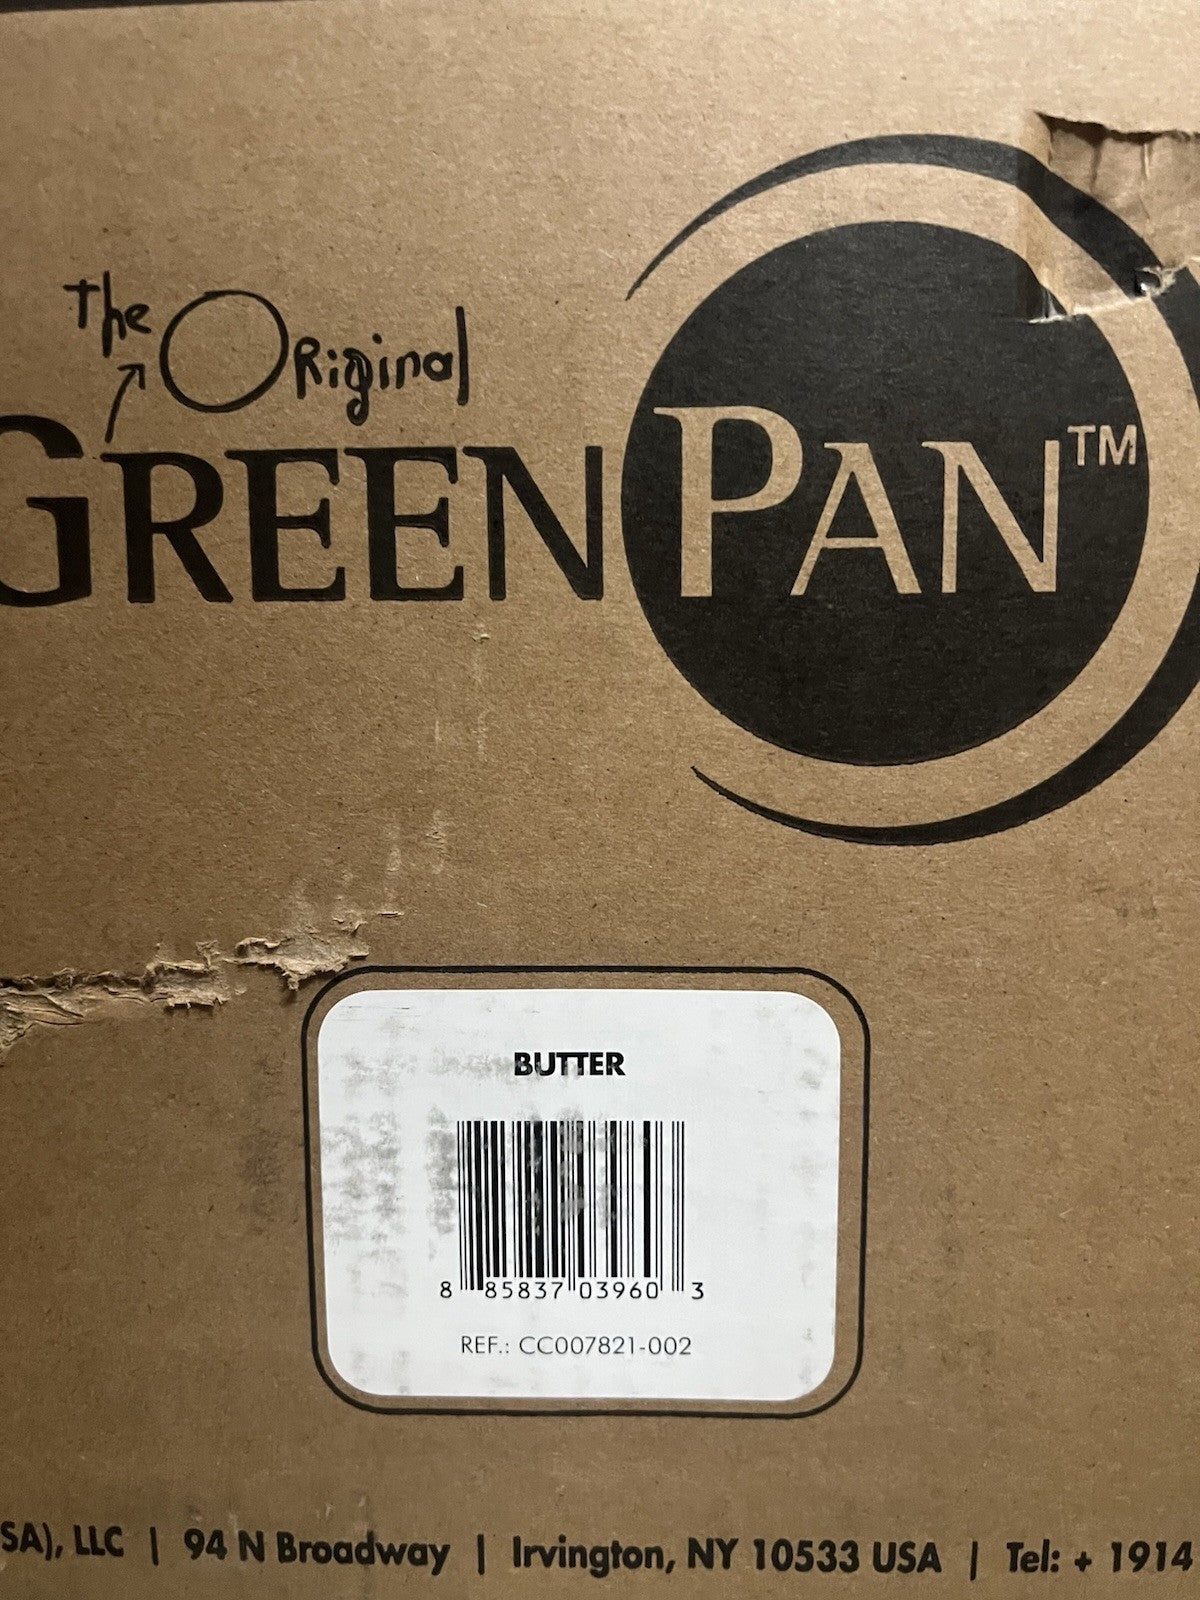 The Original
GREENPAN™
BUTTER
8 85837 03960 3
REF.: CC007821-002
SA), LLC | 94 N Broadway | Irvington, NY 10533 USA | Tel: + 1914